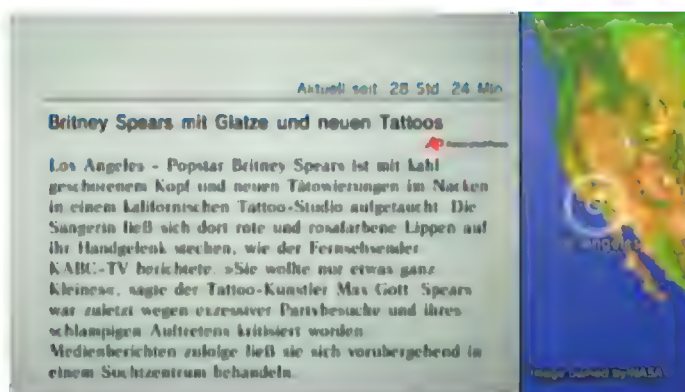 Aktuell seit 28 Std 24 Min
Britney Spears mit Glatze und neuen Tattoos
AP Associated Press
Los Angeles - Popstar Britney Spears ist mit kahl
geschorenem Kopf und neuen Tätowierungen im Nacken
in einem kalifornischen Tattoo-Studio aufgetaucht. Die
Sängerin ließ sich dort rote und rosafarbene Lippen auf
ihr Handgelenk stechen, wie der Fernsehsender
KABC-TV berichtete. »Sie wollte nur etwas ganz
Kleines«, sagte der Tattoo-Künstler Max Gott. Spears
war zuletzt wegen exzessiver Partybesuche und ihres
schlampigen Auftretens kritisiert worden.
Medienberichten zufolge ließ sie sich vorübergehend in
einem Suchtzentrum behandeln.
Los Angeles
Image by NASA